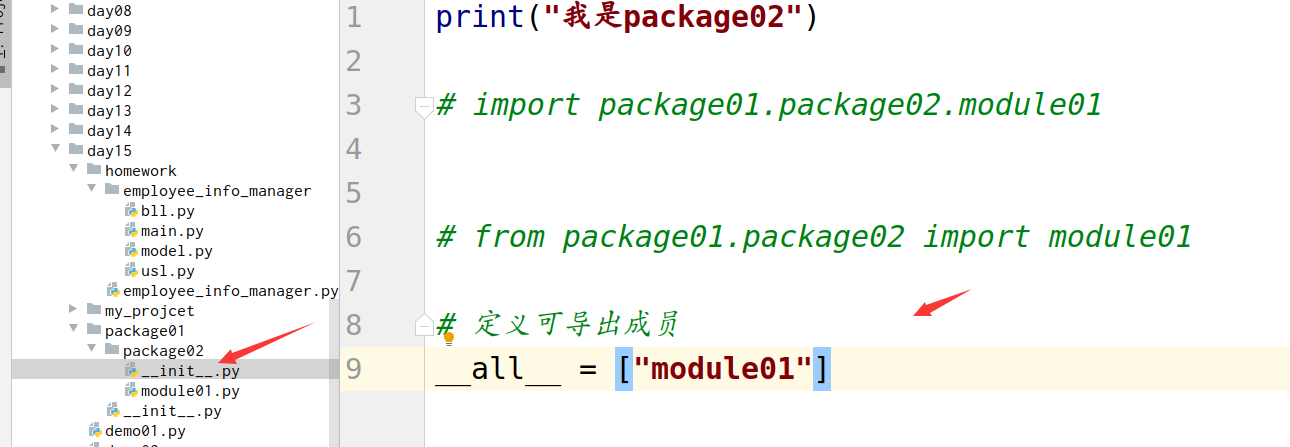 day08
day09
day10
day11
day12
day13
day14
day15
homework
employee_info_manager
bll.py
main.py
model.py
usl.py
employee_info_manager.py
my_projcet
package01
package02
__init__.py
module01.py
__init__.py
demo01.py
1 print("我是package02")
2
3 # import package01.package02.module01
4
5
6 # from package01.package02 import module01
7
8 # 定义可导出成员
9 __all__ = ["module01"]